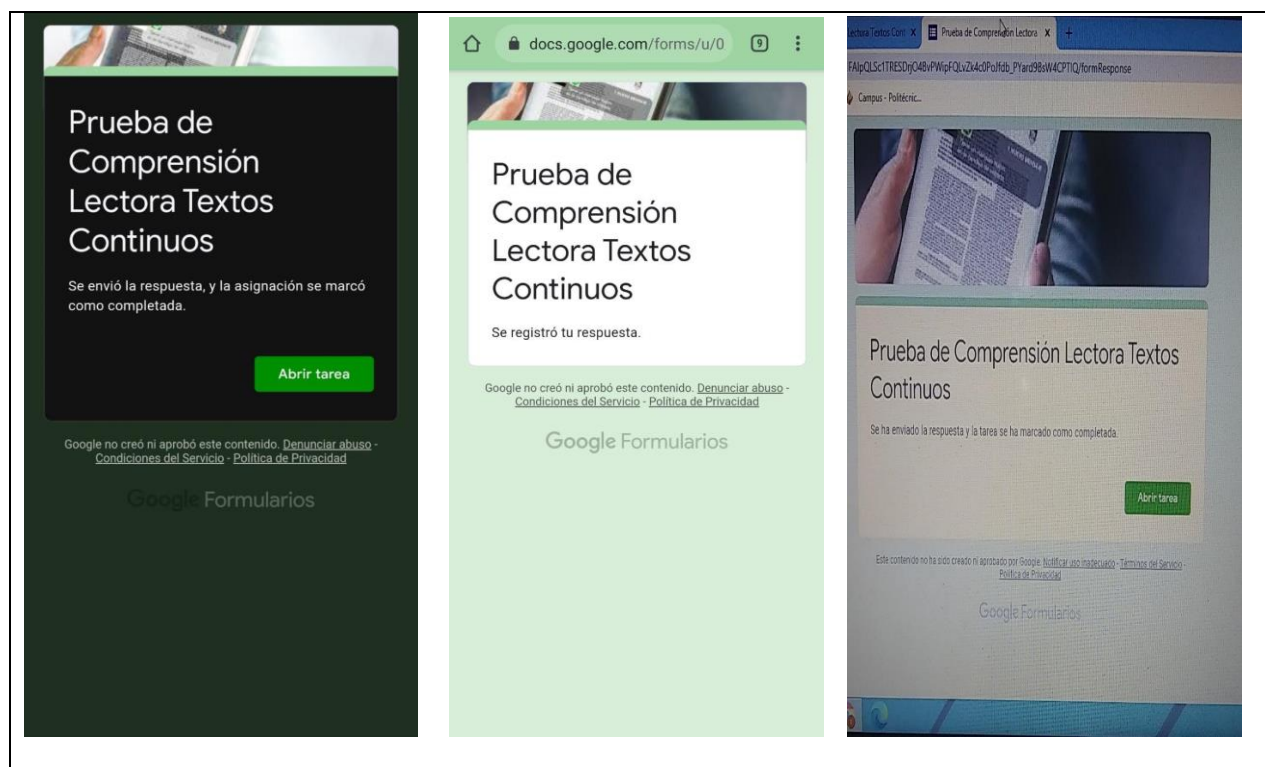 Prueba de
Comprensión
Lectora Textos
Continuos
Se envió la respuesta, y la asignación se marcó
como completada.
Abrir tarea
Google no creó ni aprobó este contenido. Denunciar abuso -
Condiciones del Servicio - Política de Privacidad
Google Formularios
docs.google.com/forms/u/0
9
Prueba de
Comprensión
Lectora Textos
Continuos
Se registró tu respuesta.
Google no creó ni aprobó este contenido. Denunciar abuso -
Condiciones del Servicio - Política de Privacidad
Google Formularios
Lectora Textos Cont X Prueba de Comprensión Lectora X +
Campus - Politécnic...
Prueba de Comprensión Lectora Textos
Continuos
Se ha enviado la respuesta y la tarea se ha marcado como completada.
Abrir tarea
Este contenido no ha sido creado ni aprobado por Google. Notificar uso inadecuado - Términos del Servicio -
Política de Privacidad
Google Formularios